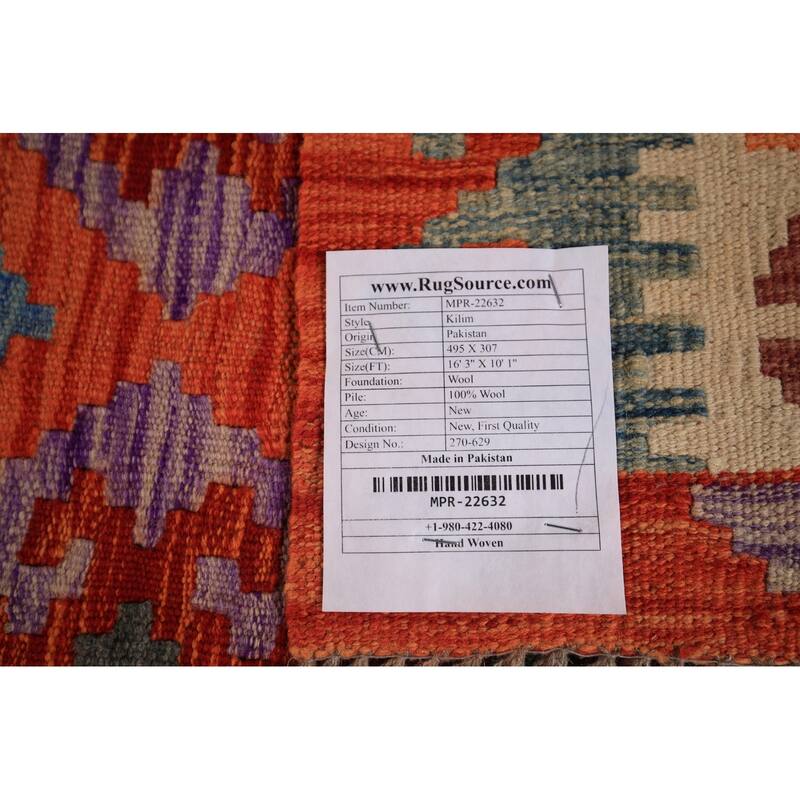 www.RugSource.com
Item Number: MPR-22632
Style: Kilim
Origin: Pakistan
Size(CM): 495 X 307
Size(FT): 16' 3" X 10' 1"
Foundation: Wool
Pile: 100% Wool
Age: New
Condition: New, First Quality
Design No.: 270-629
Made in Pakistan
MPR-22632
+1-980-422-4080
Hand Woven